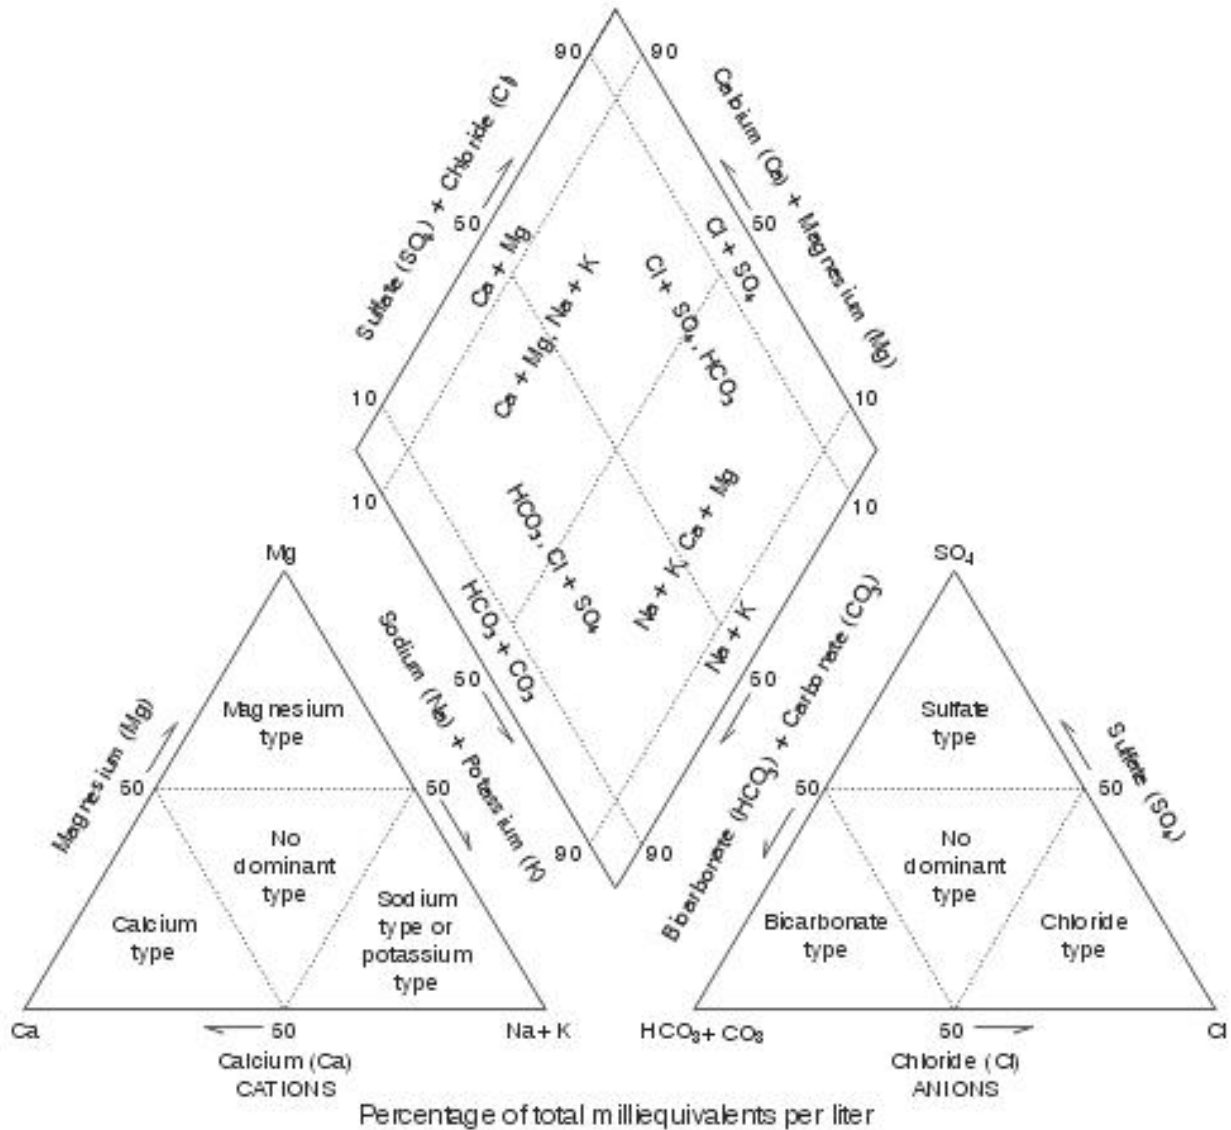 90
90
Sulfate (SO4) + Chloride (Cl)
Calcium (Ca) + Magnesium (Mg)
50
50
Ca + Mg
Cl + SO4
Ca + Mg, Na + K
Cl + SO4, HCO3
10
10
10
10
HCO3, Cl + SO4
Na + K, Ca + Mg
HCO3 + CO3
Na + K
50
50
Sodium (Na) + Potassium (K)
Bicarbonate (HCO3) + Carbonate (CO3)
90
90
Mg
Magnesium (Mg)
Magnesium
type
50
50
No
dominant
type
Calcium
type
Sodium
type or
potassium
type
Ca
50
Na + K
Calcium (Ca)
CATIONS
SO4
Sulfate
type
Sulfate (SO4)
50
50
No
dominant
type
Bicarbonate
type
Chloride
type
HCO3 + CO3
50
Cl
Chloride (Cl)
ANIONS
Percentage of total milliequivalents per liter